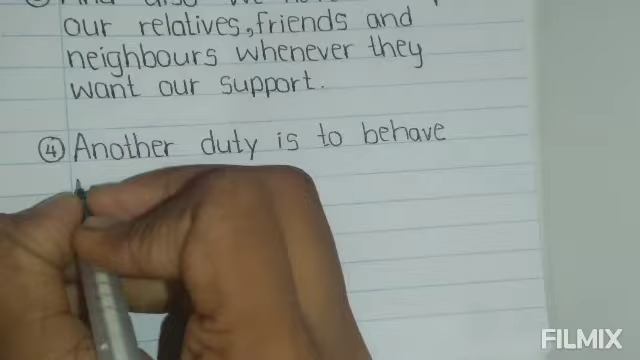 our relatives, friends and
neighbours whenever they
want our support.
④ Another duty is to behave
FILMIX